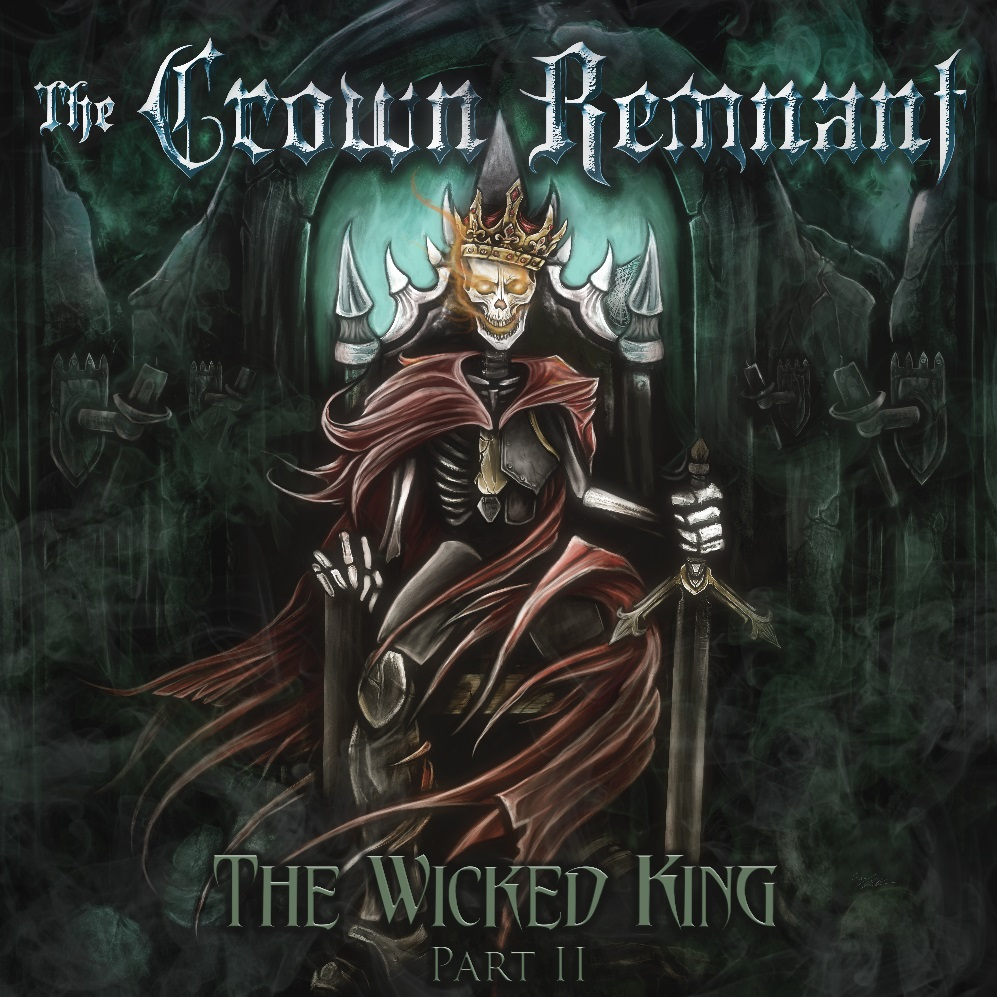 The Crown Remnant
The Wicked King
Part II